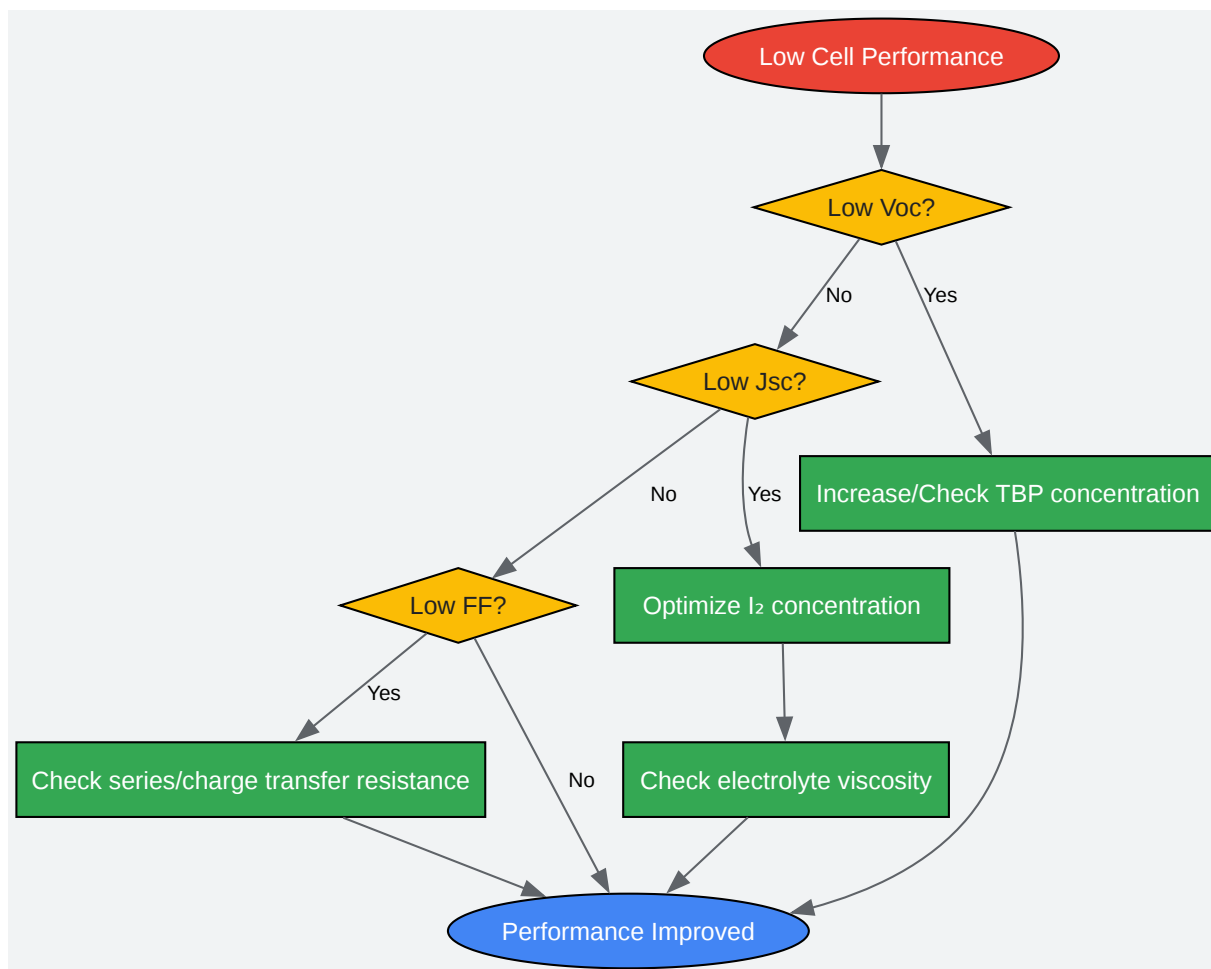 Low Cell Performance
Low Voc?
No
Yes
Low Jsc?
No
Yes
Increase/Check TBP concentration
Low FF?
Optimize I₂ concentration
Yes
Check series/charge transfer resistance
No
Check electrolyte viscosity
Performance Improved